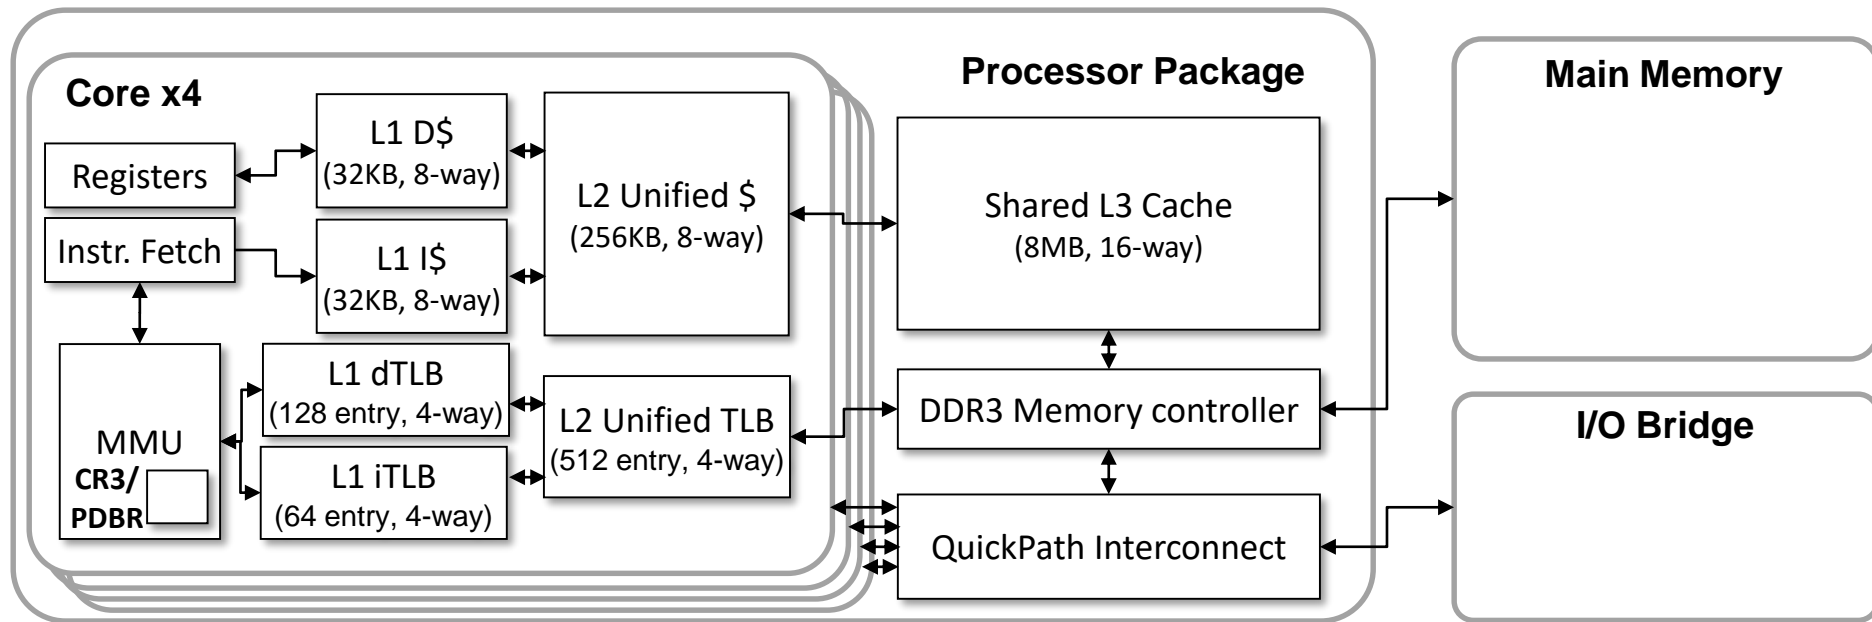 Core x4
Registers
Instr. Fetch
L1 D$
(32KB, 8-way)
L1 I$
(32KB, 8-way)
L2 Unified $
(256KB, 8-way)
MMU
CR3/
PDBR
L1 dTLB
(128 entry, 4-way)
L1 iTLB
(64 entry, 4-way)
L2 Unified TLB
(512 entry, 4-way)
Processor Package
Shared L3 Cache
(8MB, 16-way)
DDR3 Memory controller
QuickPath Interconnect
Main Memory
I/O Bridge